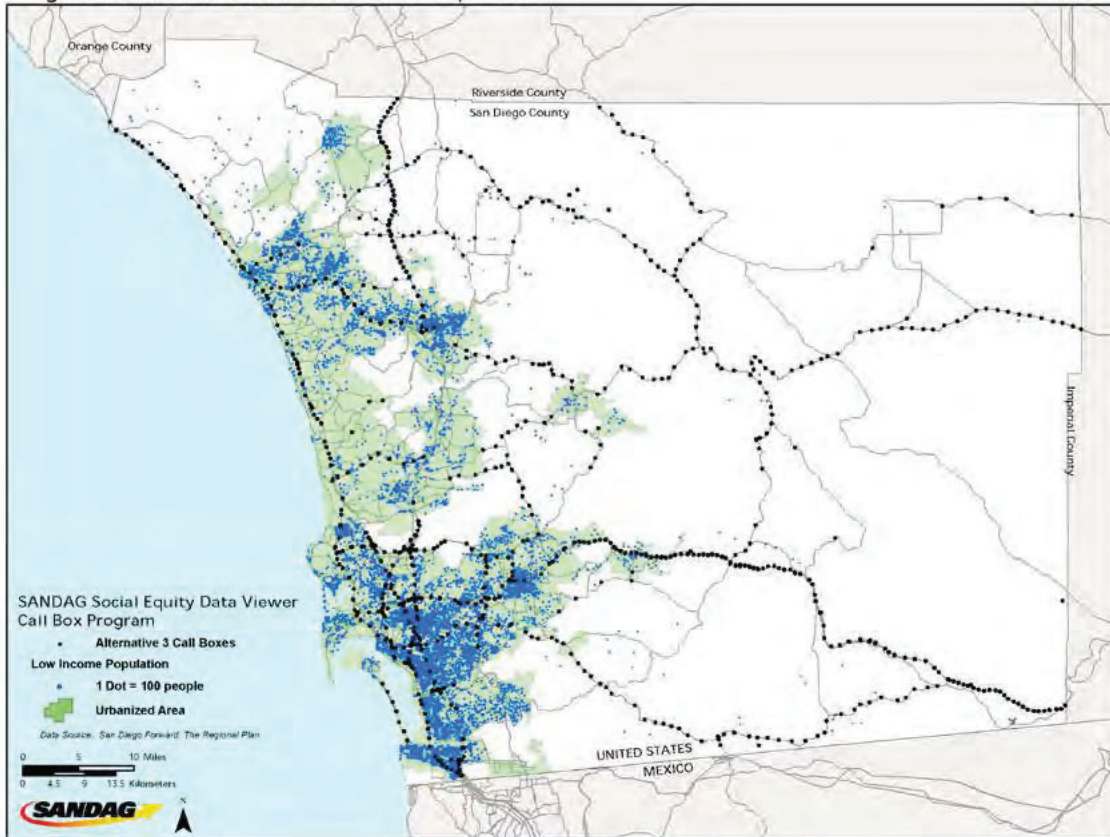 Orange County
Riverside County
San Diego County
Imperial County
SANDAG Social Equity Data Viewer
Call Box Program
Alternative 3 Call Boxes
Low Income Population
1 Dot = 100 people
Urbanized Area
Data Source: San Diego Forward: The Regional Plan
0 5 10 Miles
0 4.5 9 13.5 Kilometers
UNITED STATES
MEXICO
SANDAG
N